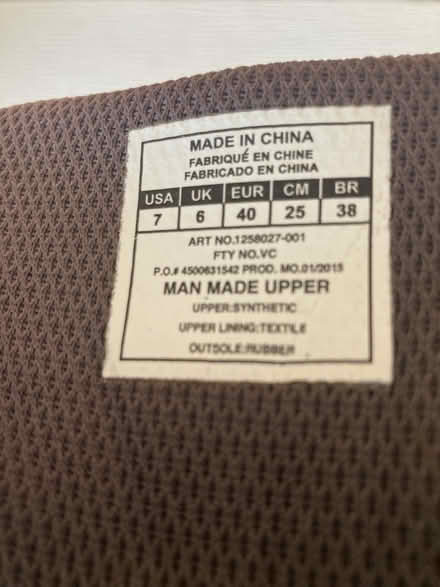 MADE IN CHINA
FABRIQUÉ EN CHINE
FABRICADO EN CHINA
USA UK EUR CM BR
7 6 40 25 38
ART NO.1258027-001
FTY NO.VC
P.O.# 4500631542 PROD. MO.01/2015
MAN MADE UPPER
UPPER:SYNTHETIC
UPPER LINING:TEXTILE
OUTSOLE:RUBBER